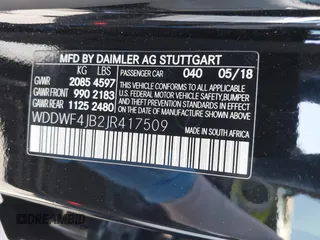 MFD BY DAIMLER AG STUTTGART
KG LBS PASSENGER CAR 040 05/18
GVWR 2085 4597
GAWR FRONT 990 2183
GAWR REAR 1125 2480
THIS VEHICLE CONFORMS TO ALL APPLICABLE
U.S. FEDERAL MOTOR VEHICLE SAFETY,
BUMPER, AND THEFT PREVENTION
STANDARDS IN EFFECT ON THE
DATE OF MANUFACTURE SHOWN ABOVE.
WDDWF4JB2JR417509
MADE IN SOUTH AFRICA
DREAMBID